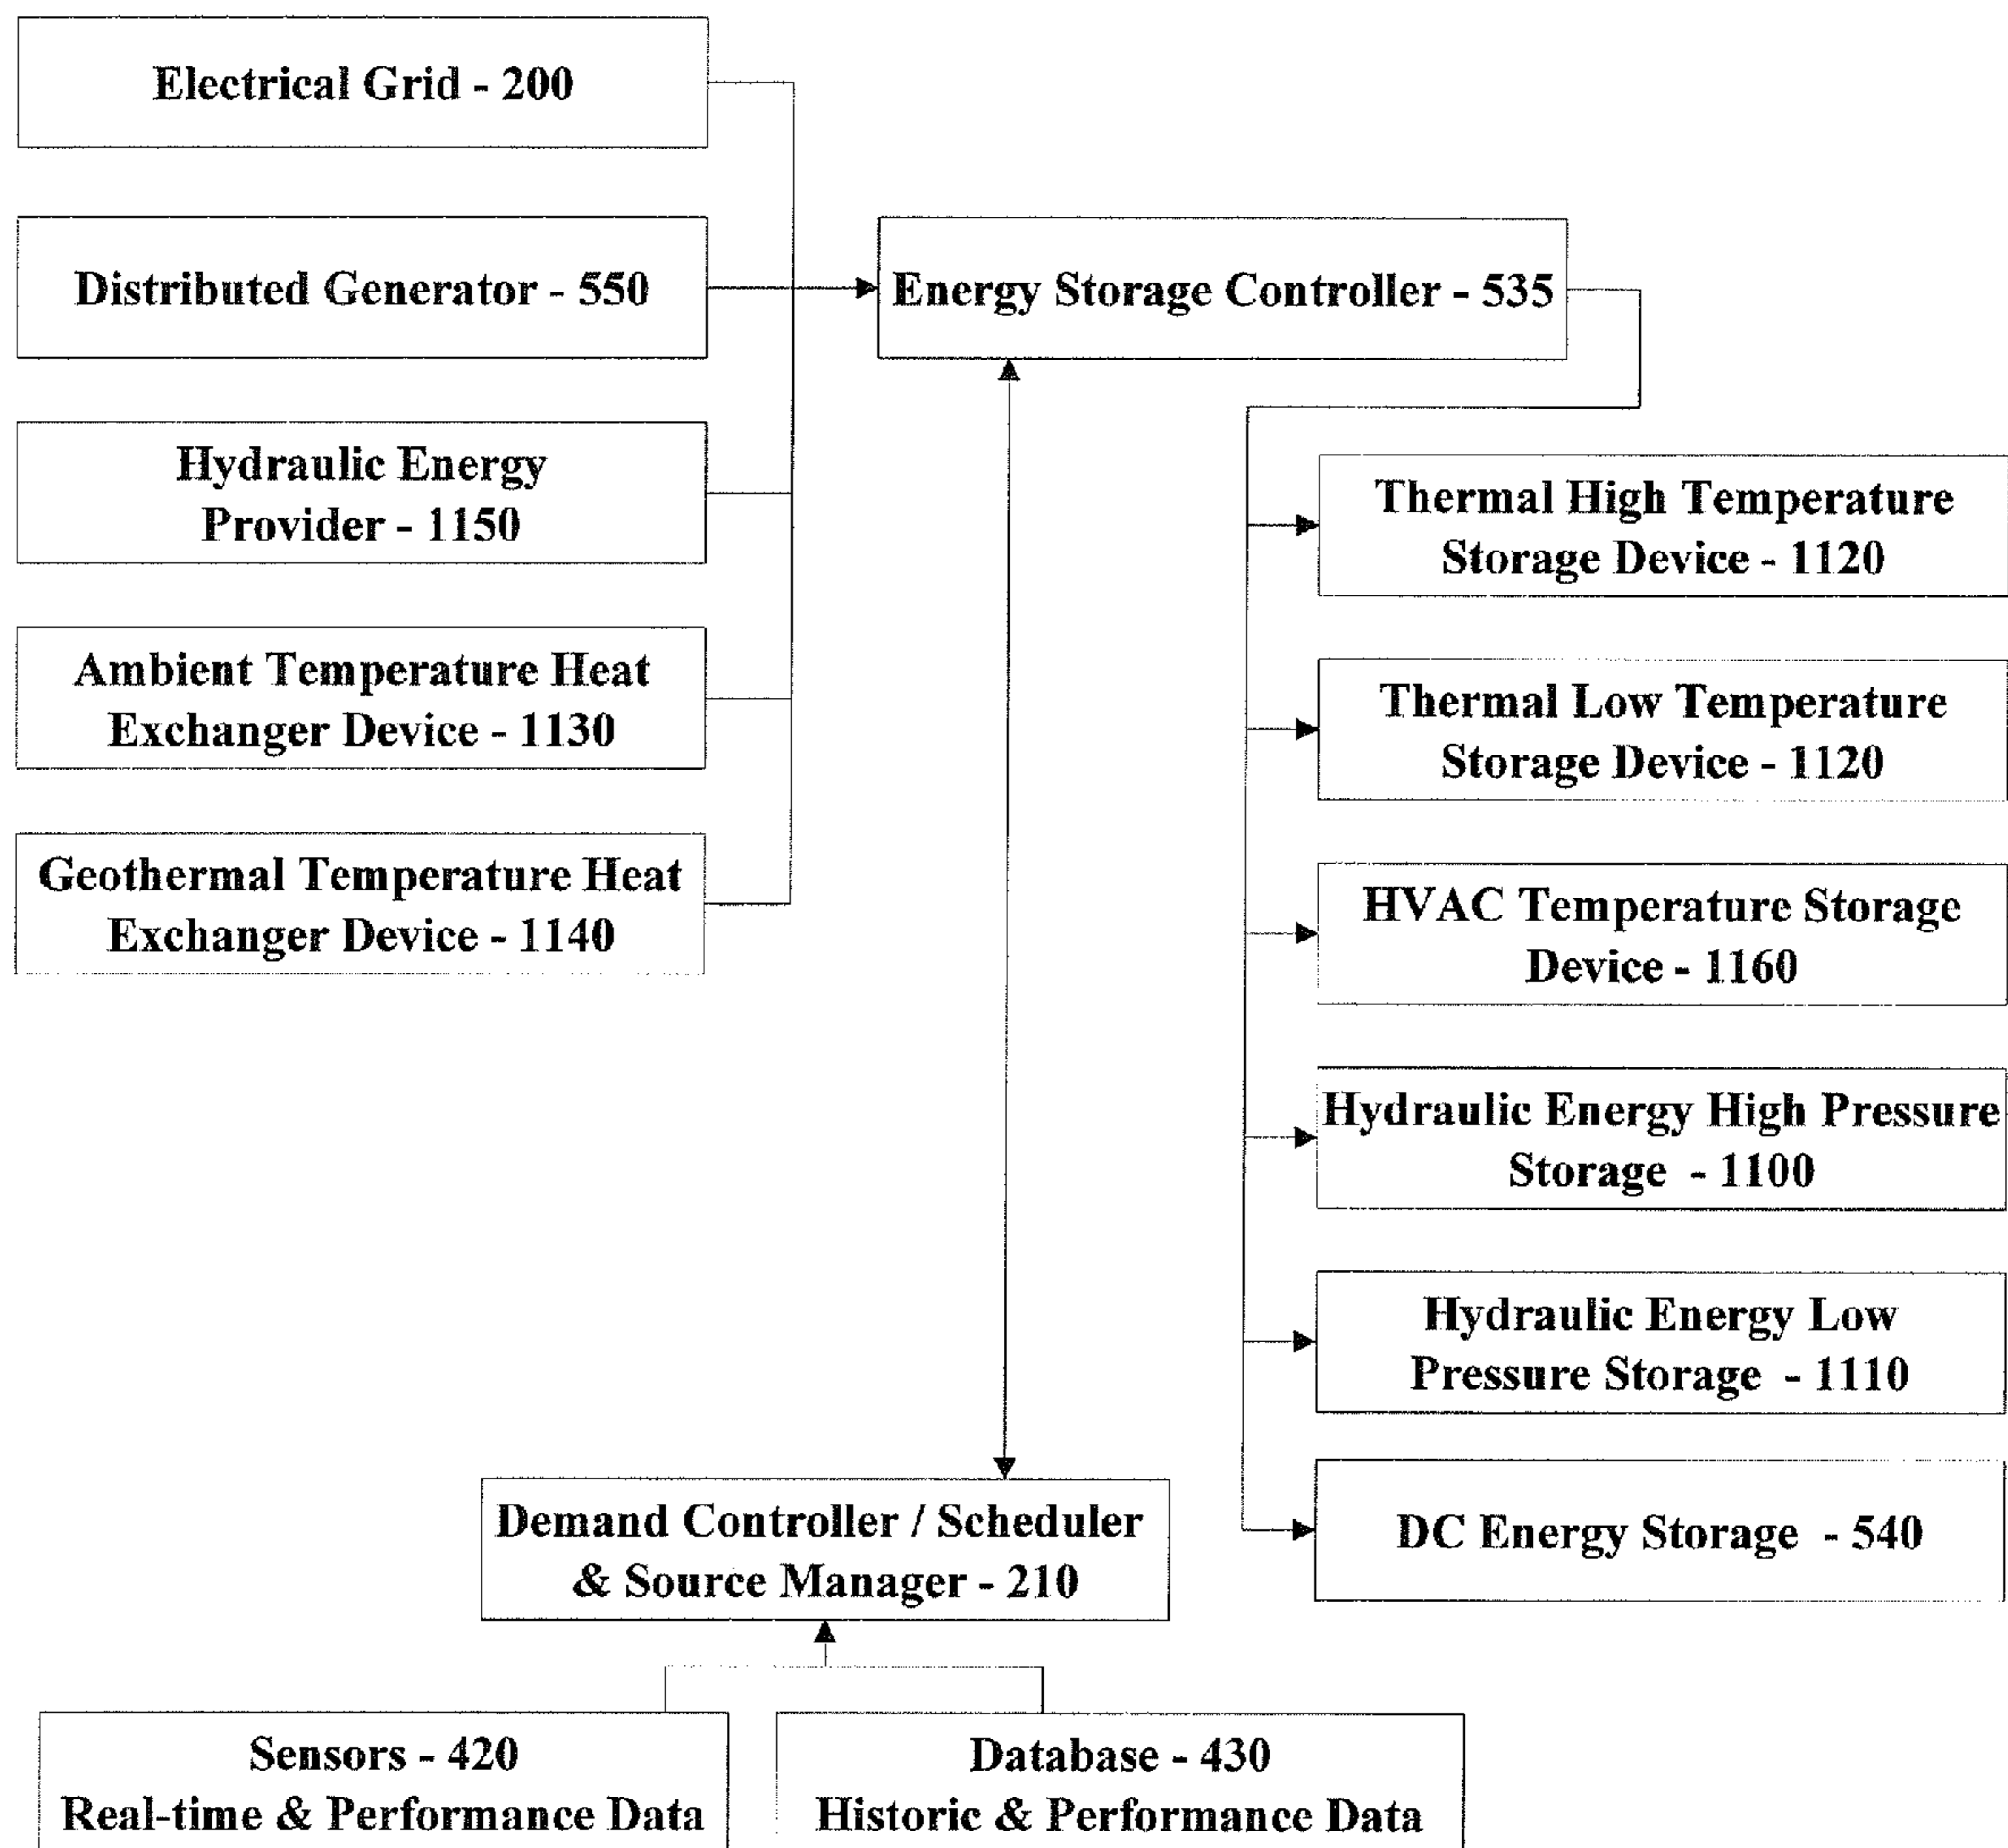 Electrical Grid - 200
Distributed Generator - 550
Hydraulic Energy
Provider - 1150
Ambient Temperature Heat
Exchanger Device - 1130
Geothermal Temperature Heat
Exchanger Device - 1140
Energy Storage Controller - 535
Thermal High Temperature
Storage Device - 1120
Thermal Low Temperature
Storage Device - 1120
HVAC Temperature Storage
Device - 1160
Hydraulic Energy High Pressure
Storage - 1100
Hydraulic Energy Low
Pressure Storage - 1110
DC Energy Storage - 540
Demand Controller / Scheduler
& Source Manager - 210
Sensors - 420
Real-time & Performance Data
Database - 430
Historic & Performance Data